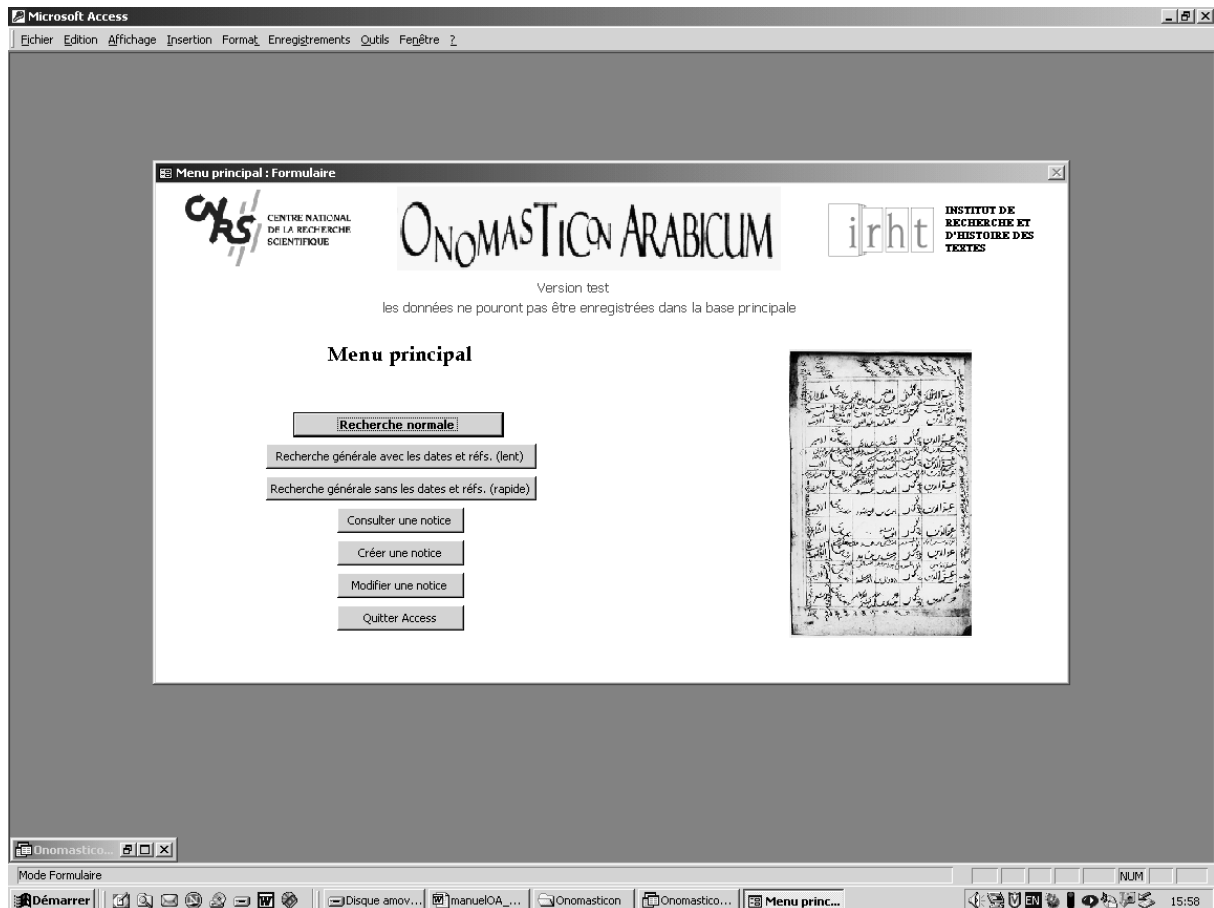 Microsoft Access
Fichier Edition Affichage Insertion Format Enregistrements Outils Fenêtre ?
Menu principal : Formulaire
CNRS
CENTRE NATIONAL
DE LA RECHERCHE
SCIENTIFIQUE
ONOMASTICON ARABICUM
irht
INSTITUT DE
RECHERCHE ET
D'HISTOIRE DES
TEXTES
Version test
les données ne pouront pas être enregistrées dans la base principale
Menu principal
Recherche normale
Recherche générale avec les dates et réfs. (lent)
Recherche générale sans les dates et réfs. (rapide)
Consulter une notice
Créer une notice
Modifier une notice
Quitter Access
Onomastico...
Mode Formulaire
NUM
Démarrer
Disque amov...
manuelOA_...
Onomasticon
Onomastico...
Menu princ...
EN
15:58